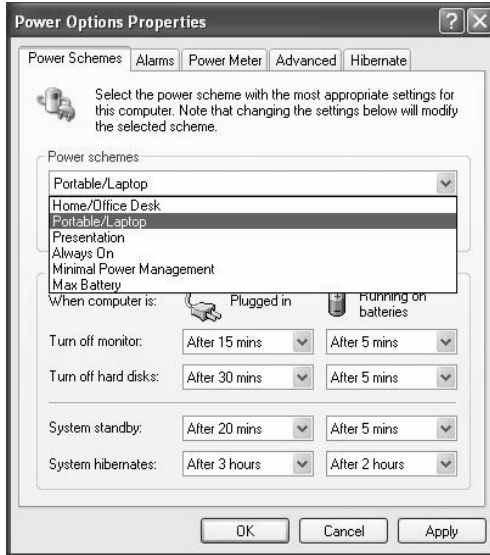 Power Options Properties
Power Schemes Alarms Power Meter Advanced Hibernate
Select the power scheme with the most appropriate settings for
this computer. Note that changing the settings below will modify
the selected scheme.
Power schemes
Portable/Laptop
Home/Office Desk
Portable/Laptop
Presentation
Always On
Minimal Power Management
Max Battery
When computer is: Plugged in Running on
batteries
Turn off monitor: After 15 mins After 5 mins
Turn off hard disks: After 30 mins After 5 mins
System standby: After 20 mins After 5 mins
System hibernates: After 3 hours After 2 hours
OK Cancel Apply